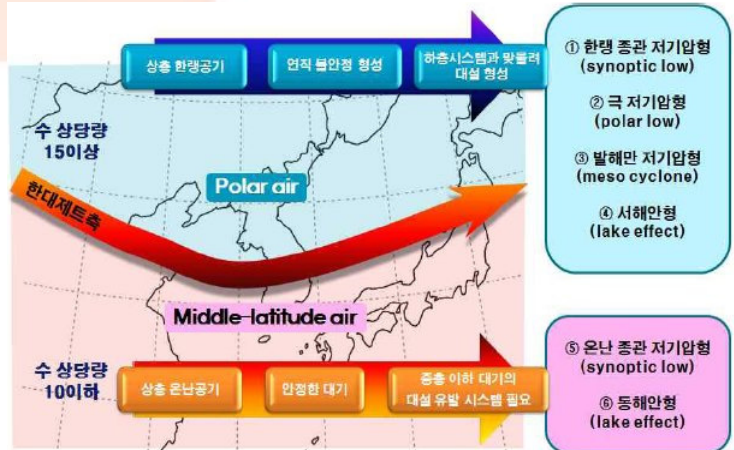 상층 한랭공기
연직 불안정 형성
하층시스템과 맞물려
대설 형성
수 상당량
15이상
한대제트축
Polar air
Middle-latitude air
수 상당량
10이하
상층 온난공기
안정한 대기
중층 이하 대기의
대설 유발 시스템 필요
① 한랭 종관 저기압형
(synoptic low)
② 극 저기압형
(polar low)
③ 발해만 저기압형
(meso cyclone)
④ 서해안형
(lake effect)
⑤ 온난 종관 저기압형
(synoptic low)
⑥ 동해안형
(lake effect)